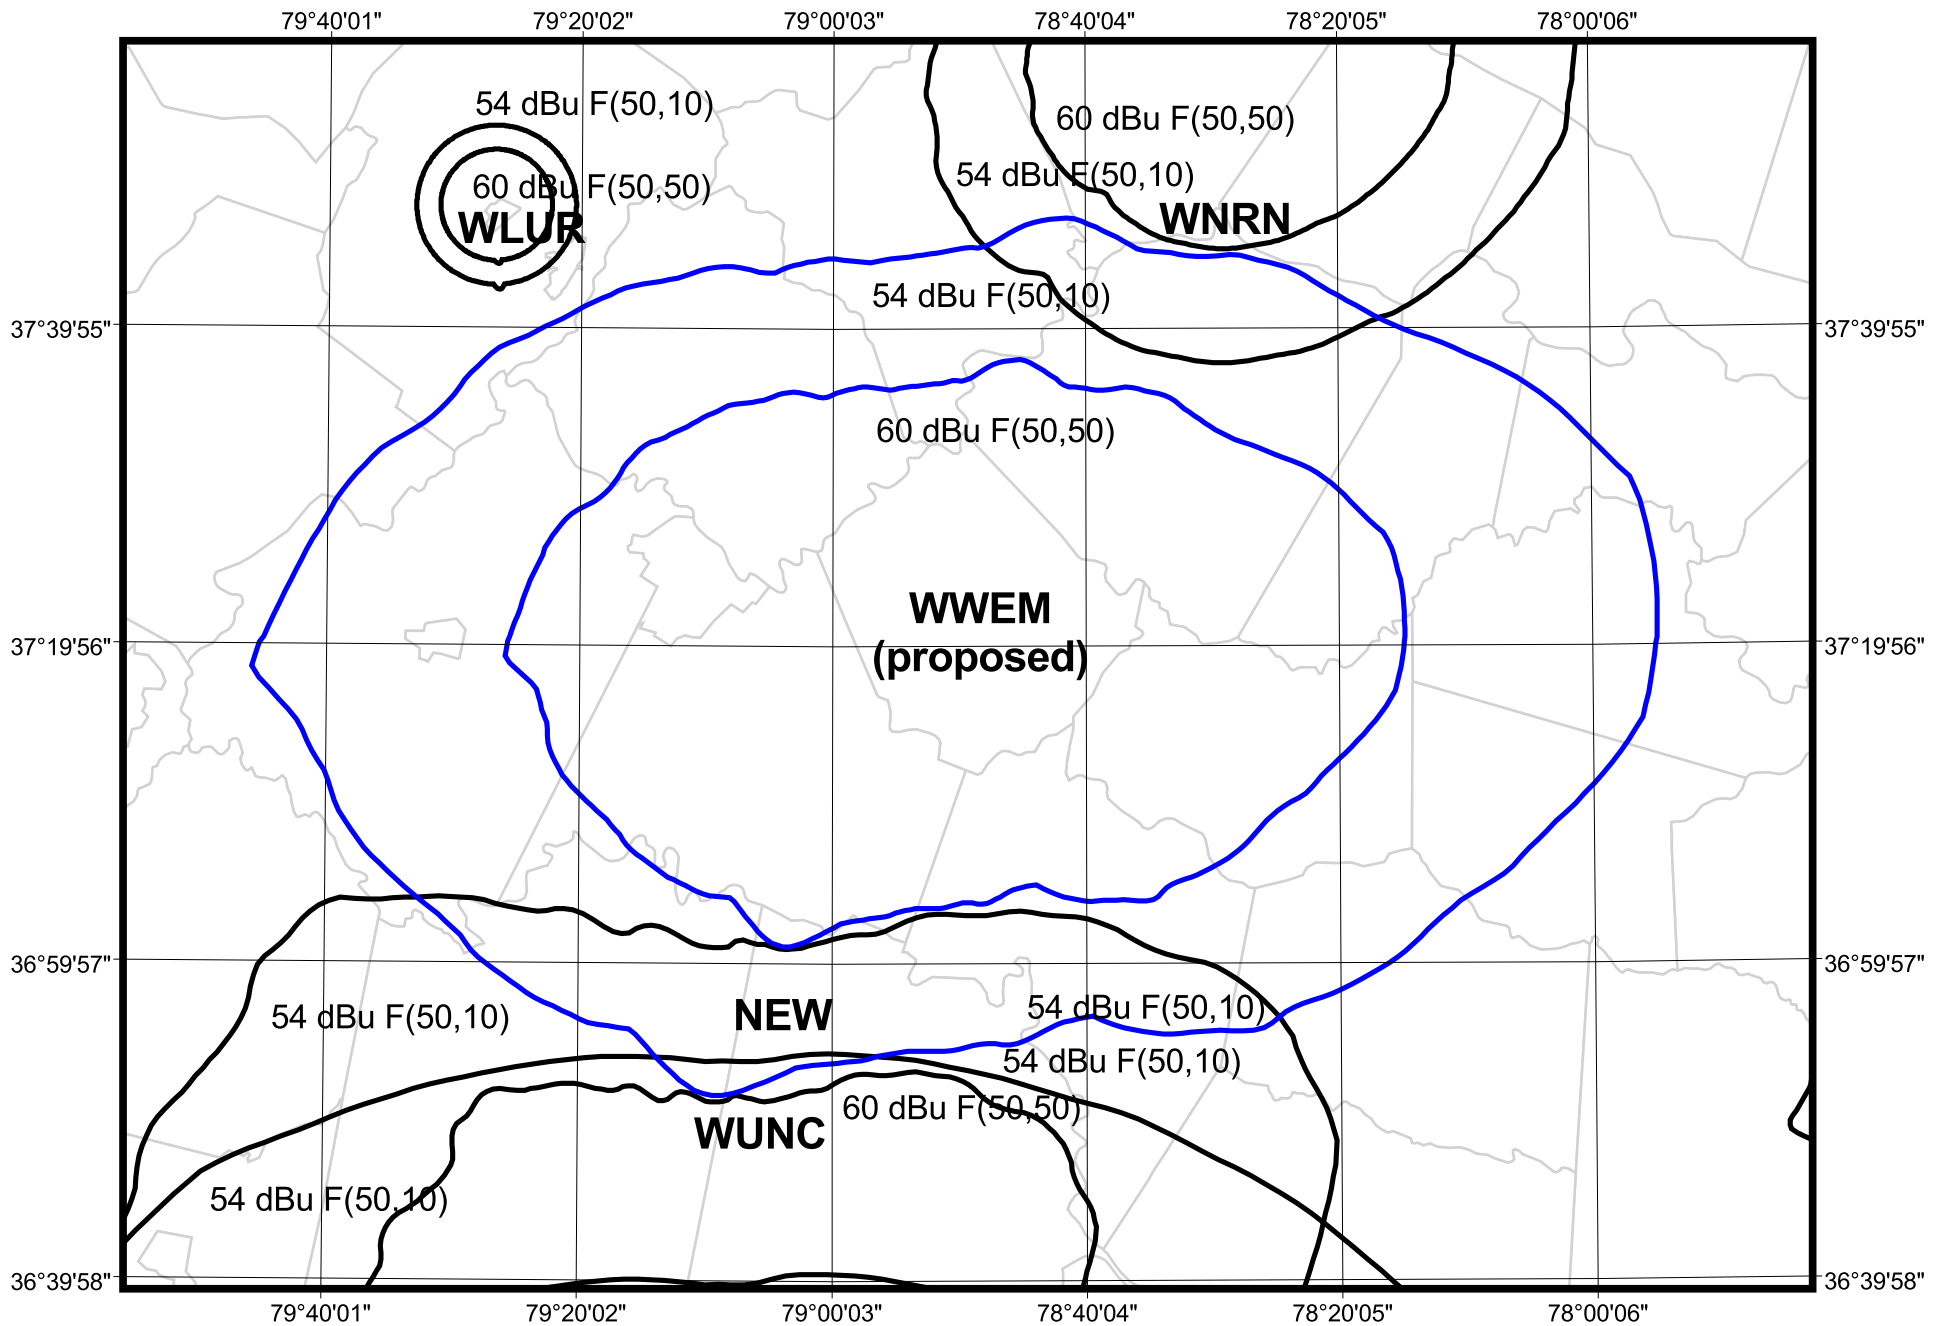 79°40'01" 79°20'02" 79°00'03" 78°40'04" 78°20'05" 78°00'06"
54 dBu F(50,10)
60 dBu F(50,50)
54 dBu F(50,10)
60 dBu F(50,50)
WLUR
WNRN
54 dBu F(50,10)
37°39'55" 37°39'55"
60 dBu F(50,50)
WWEM
(proposed)
37°19'56" 37°19'56"
36°59'57" 36°59'57"
54 dBu F(50,10)
NEW
54 dBu F(50,10)
54 dBu F(50,10)
60 dBu F(50,50)
WUNC
54 dBu F(50,10)
36°39'58" 36°39'58"
79°40'01" 79°20'02" 79°00'03" 78°40'04" 78°20'05" 78°00'06"